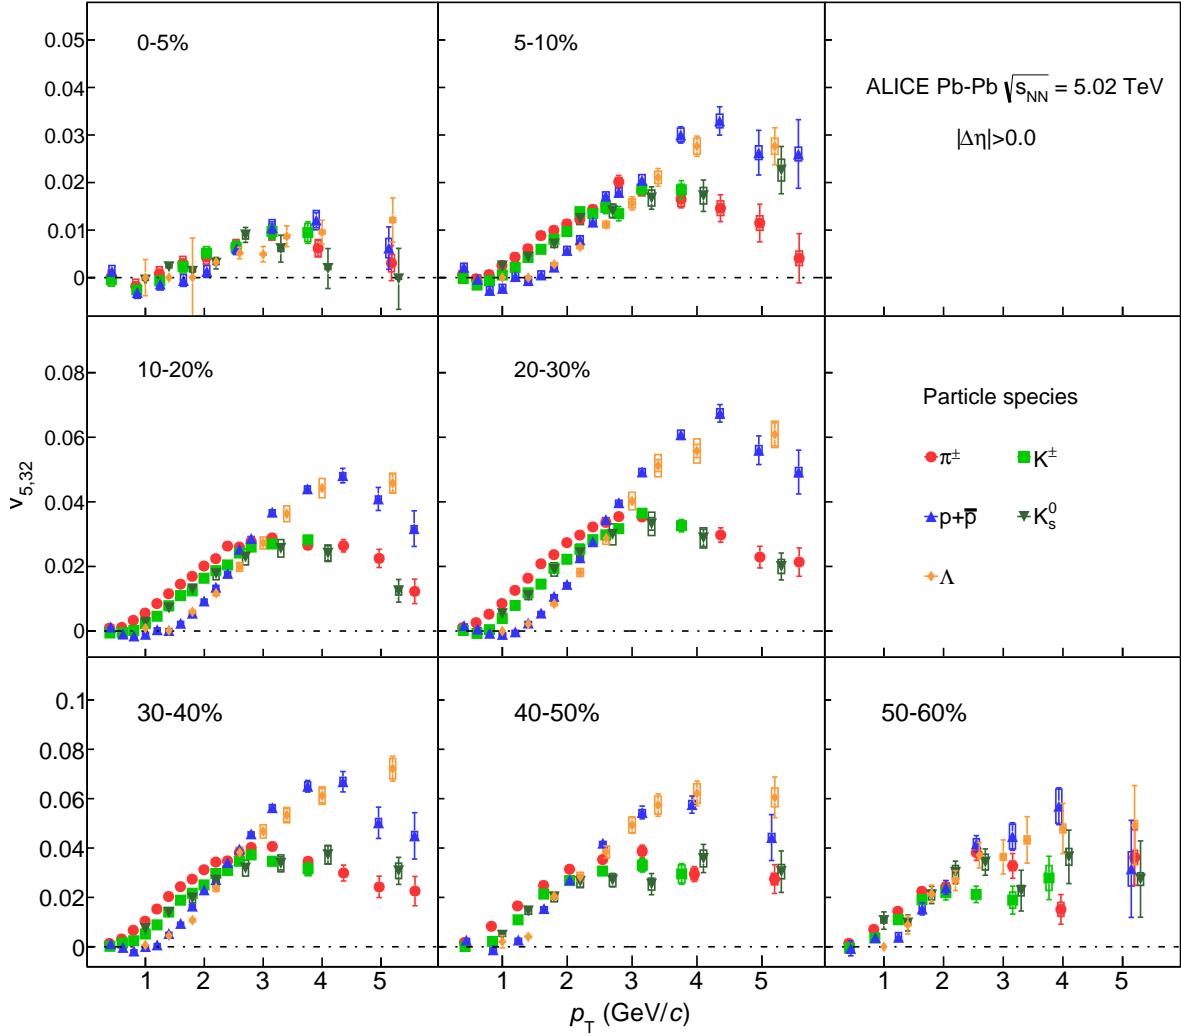 0-5%
5-10%
0.05
0.04
0.03
0.02
0.01
0
ALICE Pb-Pb √s_NN = 5.02 TeV
|Δη|>0.0
10-20%
20-30%
0.08
0.06
0.04
0.02
0
Particle species
π±
K±
p+p̅
K⁰ₛ
Λ
v5,32
30-40%
40-50%
50-60%
0.1
0.08
0.06
0.04
0.02
0
1 2 3 4 5 1 2 3 4 5 1 2 3 4 5
p_T (GeV/c)